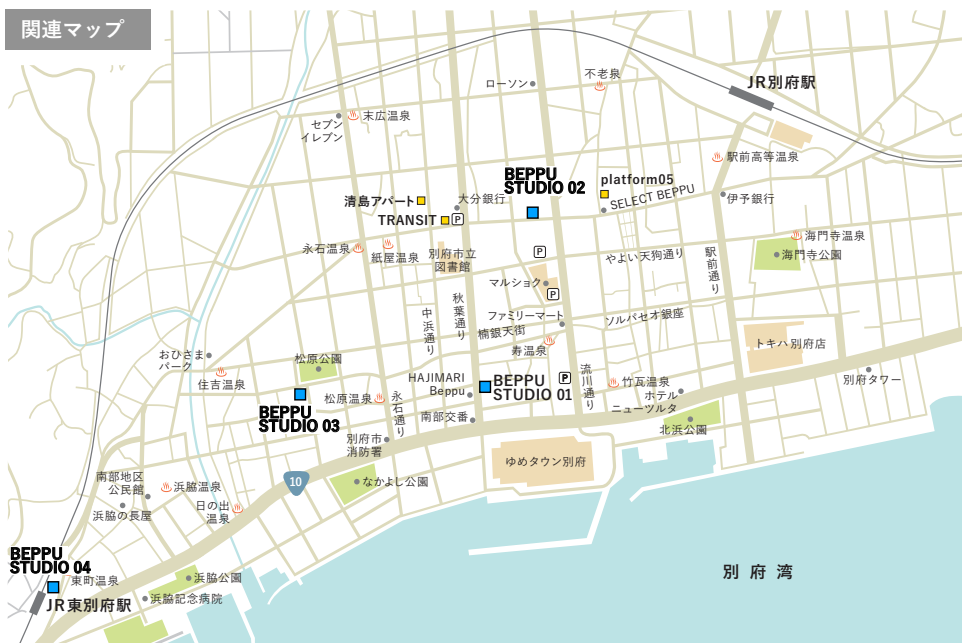 関連マップ
JR別府駅
不老泉
ローソン
末広温泉
セブン
イレブン
駅前高等温泉
BEPPU
STUDIO 02
platform05
SELECT BEPPU
伊予銀行
清島アパート
大分銀行
TRANSIT
P
永石温泉
紙屋温泉
別府市立
図書館
P
やよい天狗通り
駅前通り
海門寺温泉
海門寺公園
マルショク
P
秋葉通り
中浜通り
ファミリーマート
ソルパセオ銀座
楠銀天街
寿温泉
トキハ別府店
おひさま
パーク
松原公園
住吉温泉
HAJIMARI
Beppu
BEPPU
STUDIO 01
P
流川通り
竹瓦温泉
ホテル
ニューツルタ
別府タワー
BEPPU
STUDIO 03
松原温泉
永石通り
南部交番
北浜公園
別府市
消防署
ゆめタウン別府
10
なかよし公園
南部地区
公民館
浜脇温泉
浜脇の長屋
日の出
温泉
BEPPU
STUDIO 04
東町温泉
浜脇公園
別府湾
JR東別府駅
浜脇記念病院